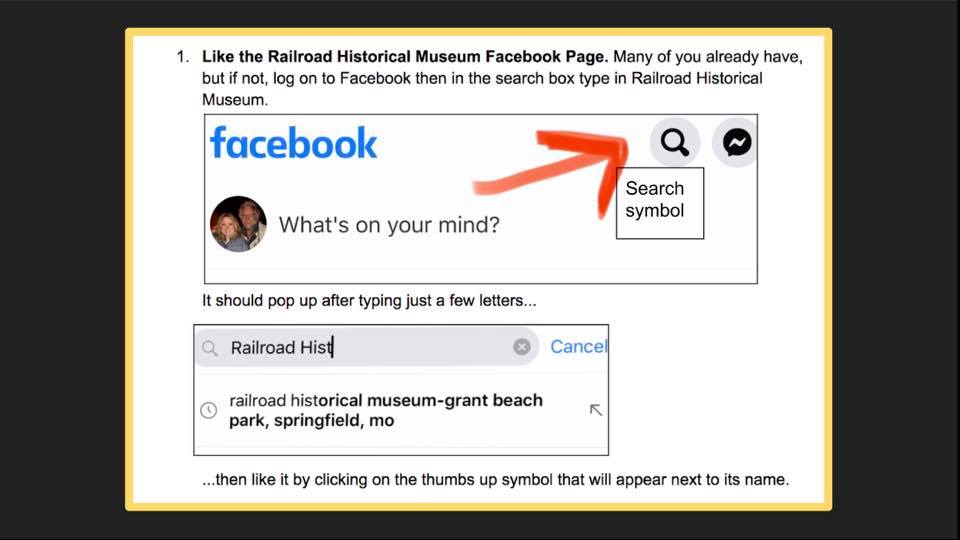 1. Like the Railroad Historical Museum Facebook Page. Many of you already have,
but if not, log on to Facebook then in the search box type in Railroad Historical
Museum.
facebook
Search
symbol
What's on your mind?
It should pop up after typing just a few letters...
Railroad Hist
Cancel
railroad historical museum-grant beach
park, springfield, mo
...then like it by clicking on the thumbs up symbol that will appear next to its name.